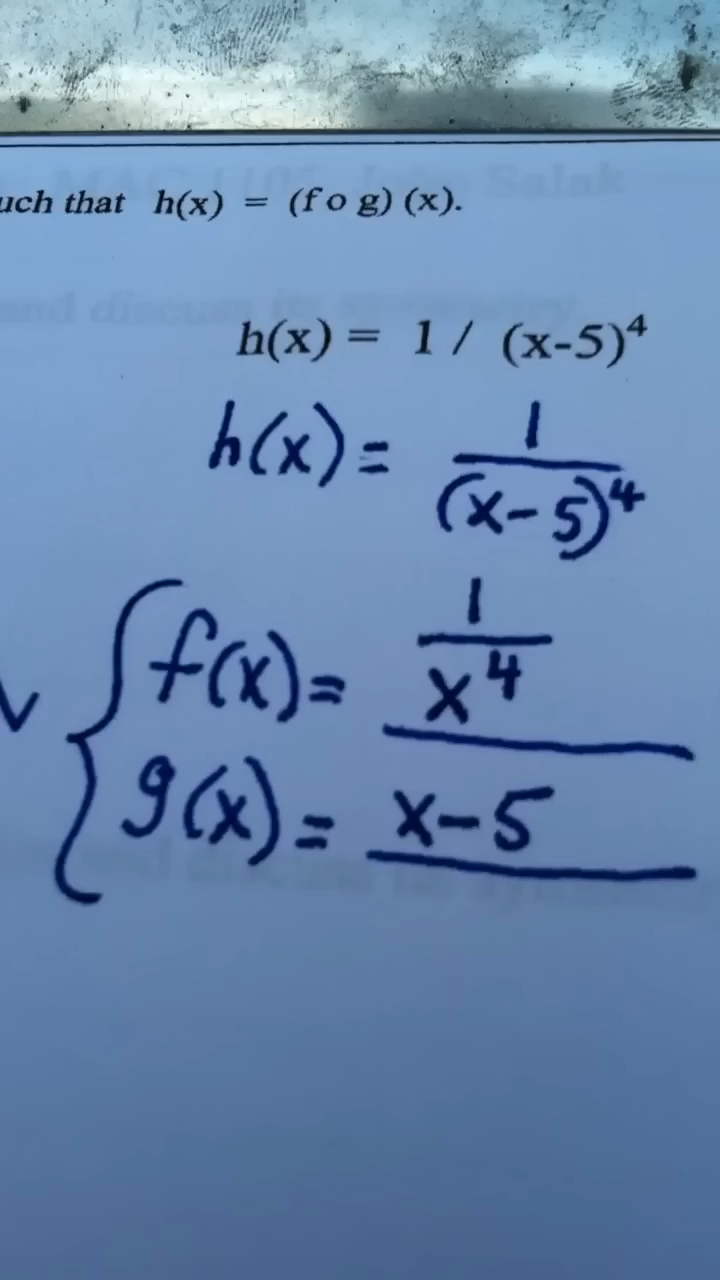 uch that h(x) = (f o g) (x).
h(x) = 1 / (x-5)⁴
h(x) = 1/(x-5)⁴
f(x) = 1/x⁴
g(x) = x-5